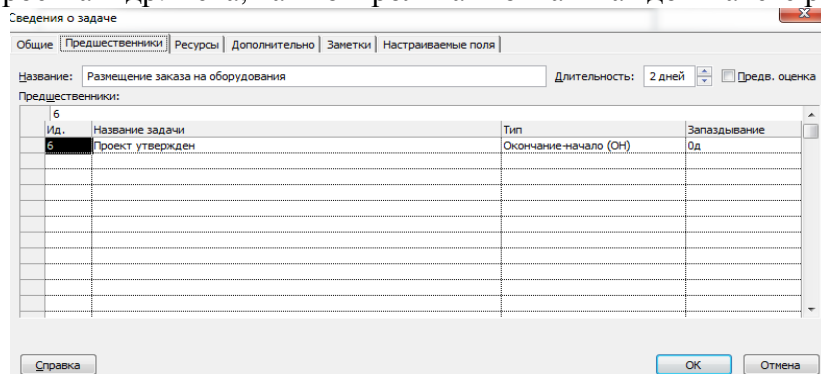 Сведения о задаче
Общие Предшественники Ресурсы Дополнительно Заметки Настраиваемые поля
Название: Размещение заказа на оборудования Длительность: 2 дней Предв. оценка
Предшественники:
6
Ид. Название задачи Тип Запаздывание
6 Проект утвержден Окончание-начало (ОН) 0д
Справка ОК Отмена